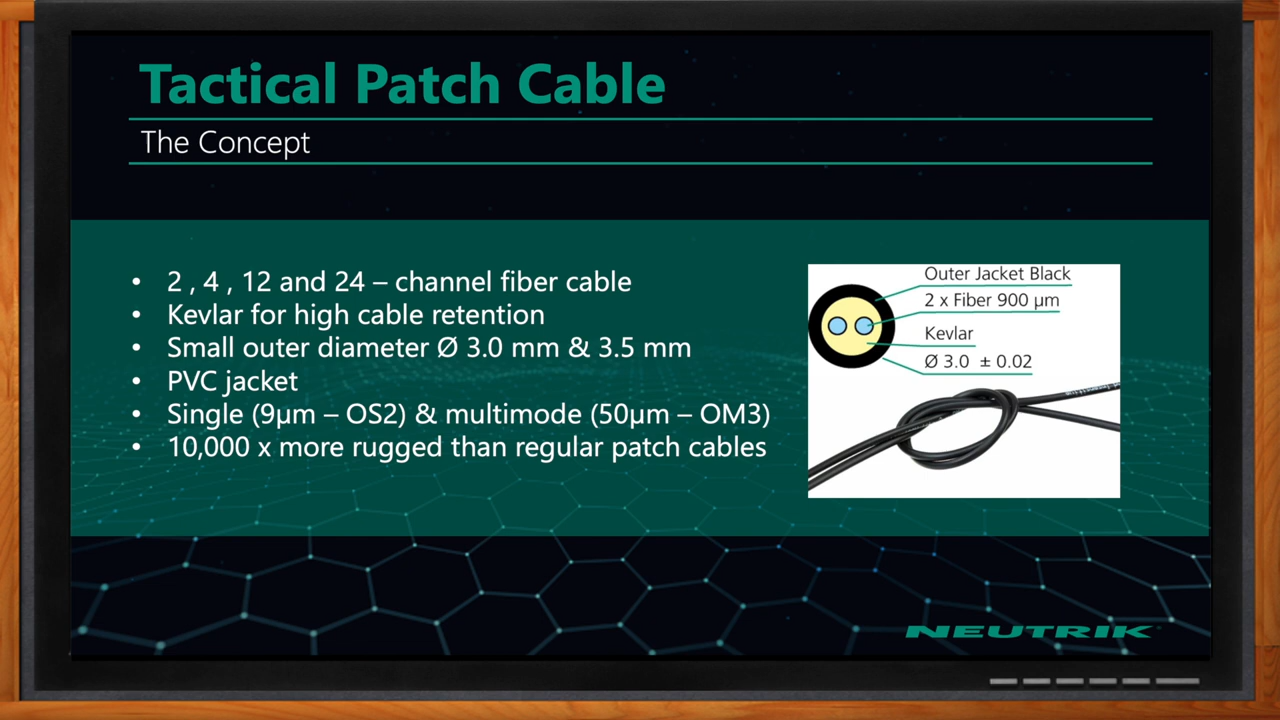 Tactical Patch Cable
The Concept
• 2 , 4 , 12 and 24 – channel fiber cable
• Kevlar for high cable retention
• Small outer diameter Ø 3.0 mm & 3.5 mm
• PVC jacket
• Single (9µm – OS2) & multimode (50µm – OM3)
• 10,000 x more rugged than regular patch cables
Outer Jacket Black
2 x Fiber 900 µm
Kevlar
Ø 3.0 ± 0.02
NEUTRIK